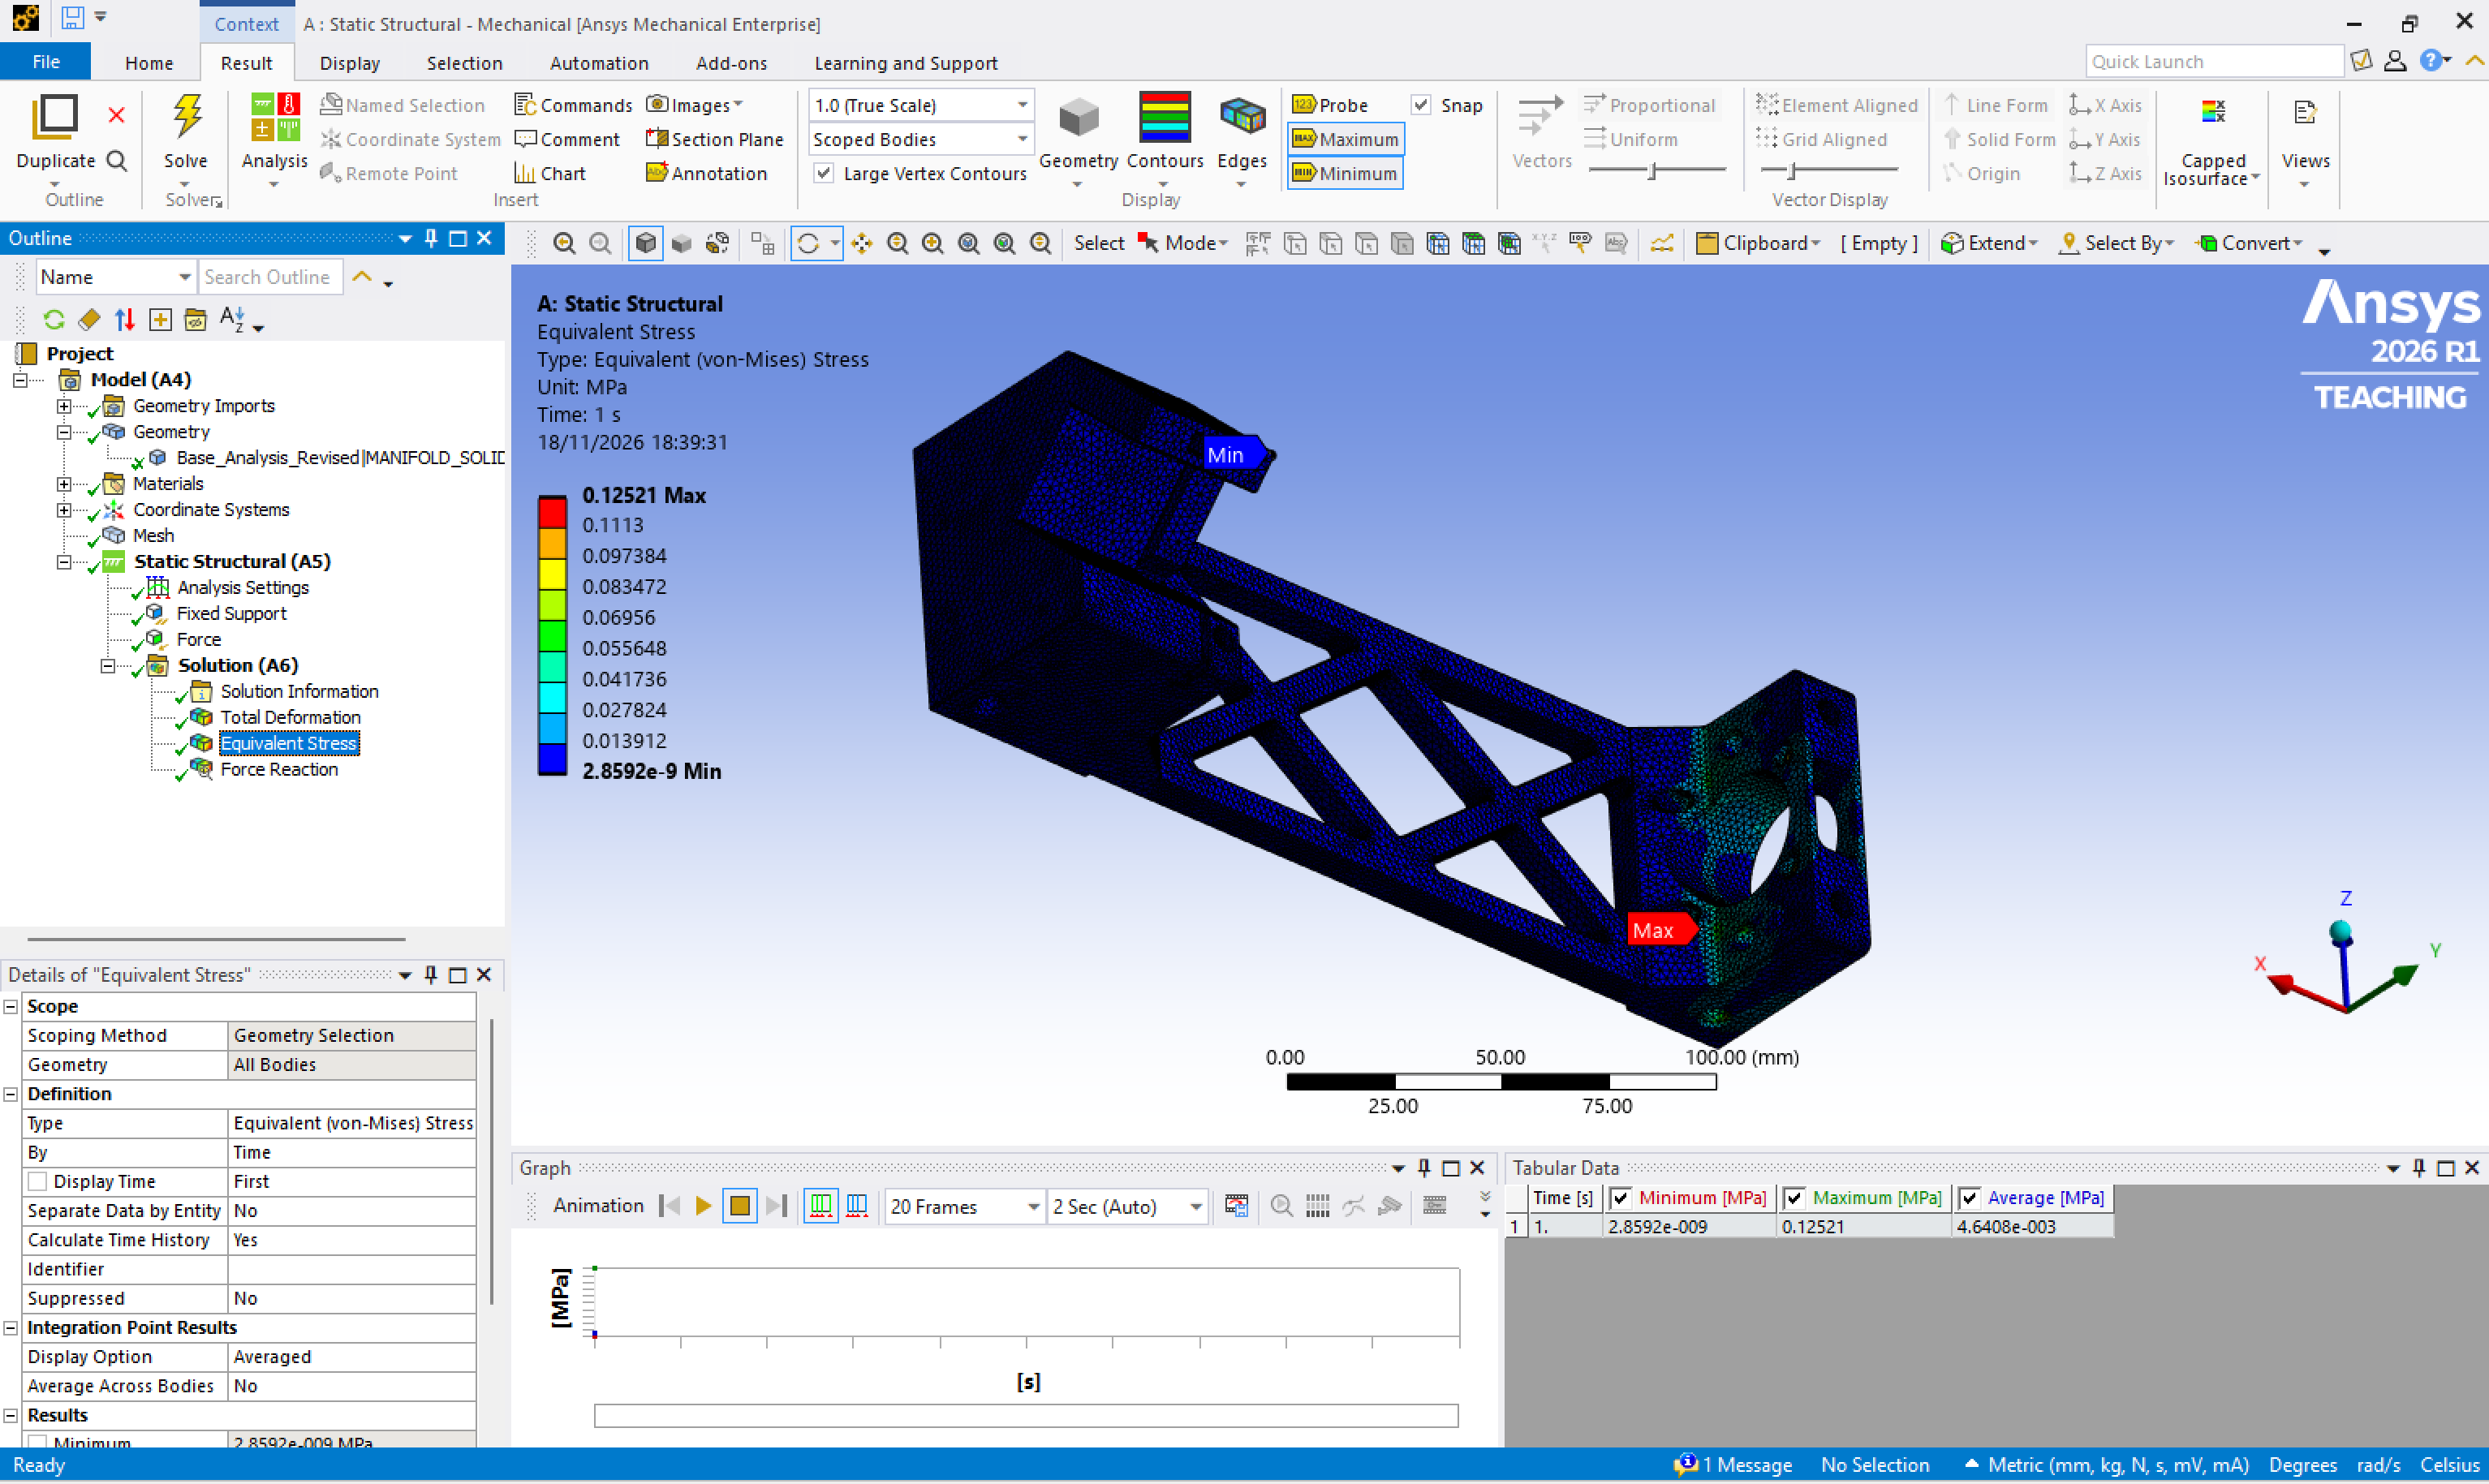 Context
A : Static Structural - Mechanical [Ansys Mechanical Enterprise]
File Home Result Display Selection Automation Add-ons Learning and Support
Quick Launch
Duplicate
Outline
Solve
Solver
Analysis
Named Selection
Coordinate System
Remote Point
Commands
Comment
Chart
Images
Section Plane
Annotation
Insert
1.0 (True Scale)
Scoped Bodies
Large Vertex Contours
Geometry
Contours
Edges
Display
Probe
Maximum
Minimum
Snap
Vectors
Proportional
Uniform
Element Aligned
Grid Aligned
Line Form
Solid Form
Origin
X Axis
Y Axis
Z Axis
Vector Display
Capped
Isosurface
Views
Outline
Name
Search Outline
Select Mode Clipboard [ Empty ] Extend Select By Convert
Project
Model (A4)
Geometry Imports
Geometry
Base_Analysis_Revised|MANIFOLD_SOLID
Materials
Coordinate Systems
Mesh
Static Structural (A5)
Analysis Settings
Fixed Support
Force
Solution (A6)
Solution Information
Total Deformation
Equivalent Stress
Force Reaction
A: Static Structural
Equivalent Stress
Type: Equivalent (von-Mises) Stress
Unit: MPa
Time: 1 s
18/11/2026 18:39:31
0.12521 Max
0.1113
0.097384
0.083472
0.06956
0.055648
0.041736
0.027824
0.013912
2.8592e-9 Min
Min
Max
Ansys
2026 R1
TEACHING
Z
X
Y
0.00 50.00 100.00 (mm)
25.00 75.00
Details of "Equivalent Stress"
Scope
Scoping Method Geometry Selection
Geometry All Bodies
Definition
Type Equivalent (von-Mises) Stress
By Time
Display Time First
Separate Data by Entity No
Calculate Time History Yes
Identifier
Suppressed No
Integration Point Results
Display Option Averaged
Average Across Bodies No
Results
Minimum 2.8592e-009 MPa
Graph
Animation 20 Frames 2 Sec (Auto)
[MPa]
[s]
Tabular Data
Time [s] Minimum [MPa] Maximum [MPa] Average [MPa]
1 1. 2.8592e-009 0.12521 4.6408e-003
Ready
1 Message No Selection Metric (mm, kg, N, s, mV, mA) Degrees rad/s Celsius